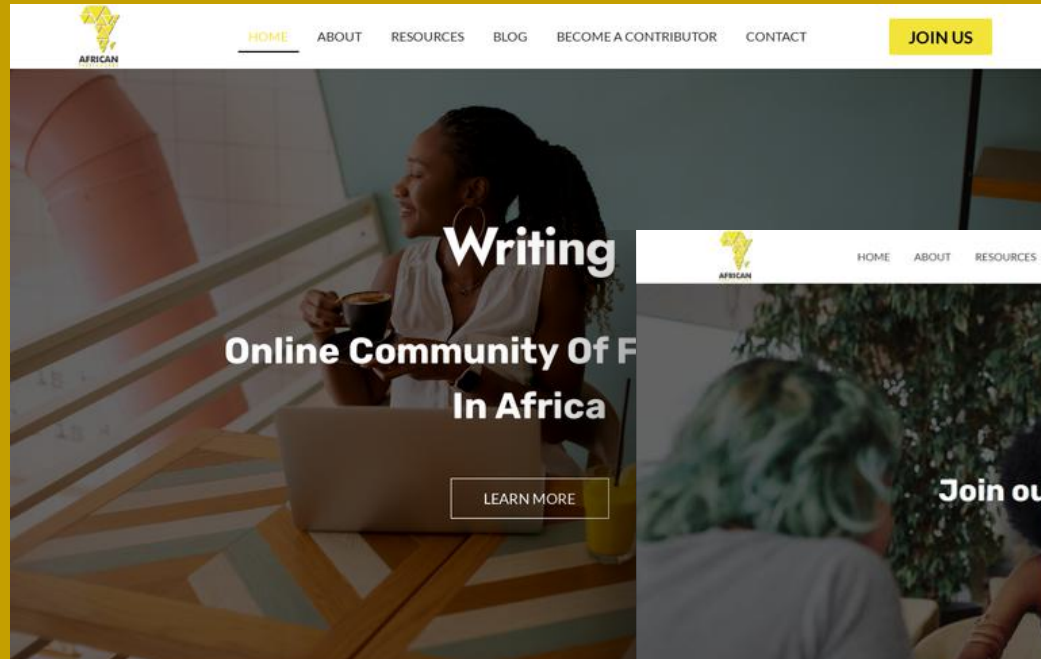 AFRICAN
HOME ABOUT RESOURCES BLOG BECOME A CONTRIBUTOR CONTACT
JOIN US
Writing
Online Community Of F
In Africa
LEARN MORE
AFRICAN
HOME ABOUT RESOURCES
Join ou